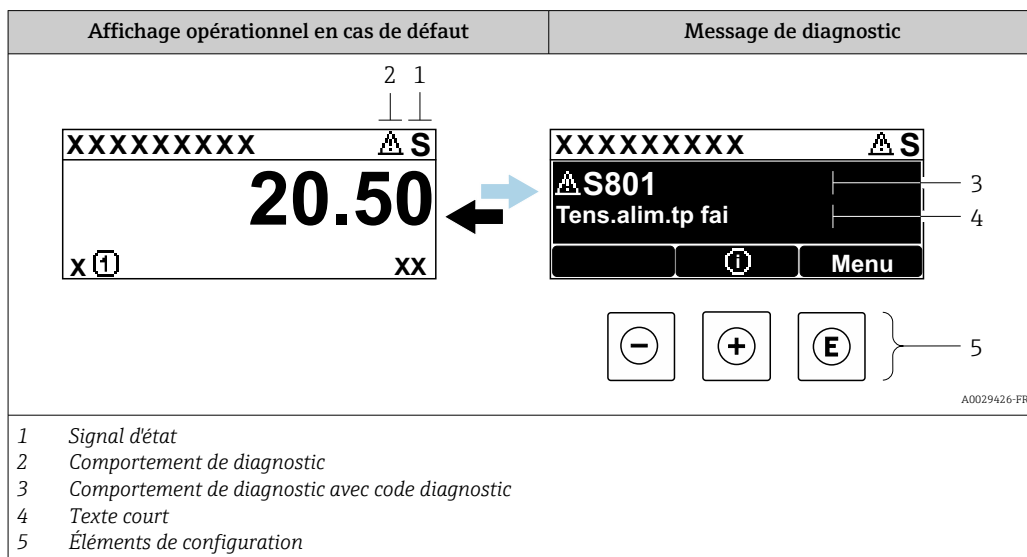 Affichage opérationnel en cas de défaut
Message de diagnostic
2 1
XXXXXXXXX ⚠ S
20.50
X 1 XX
XXXXXXXXX ⚠ S
⚠S801
Tens.alim.tp fai
i Menu
3
4
− + E
5
A0029426-FR
1 Signal d'état
2 Comportement de diagnostic
3 Comportement de diagnostic avec code diagnostic
4 Texte court
5 Éléments de configuration